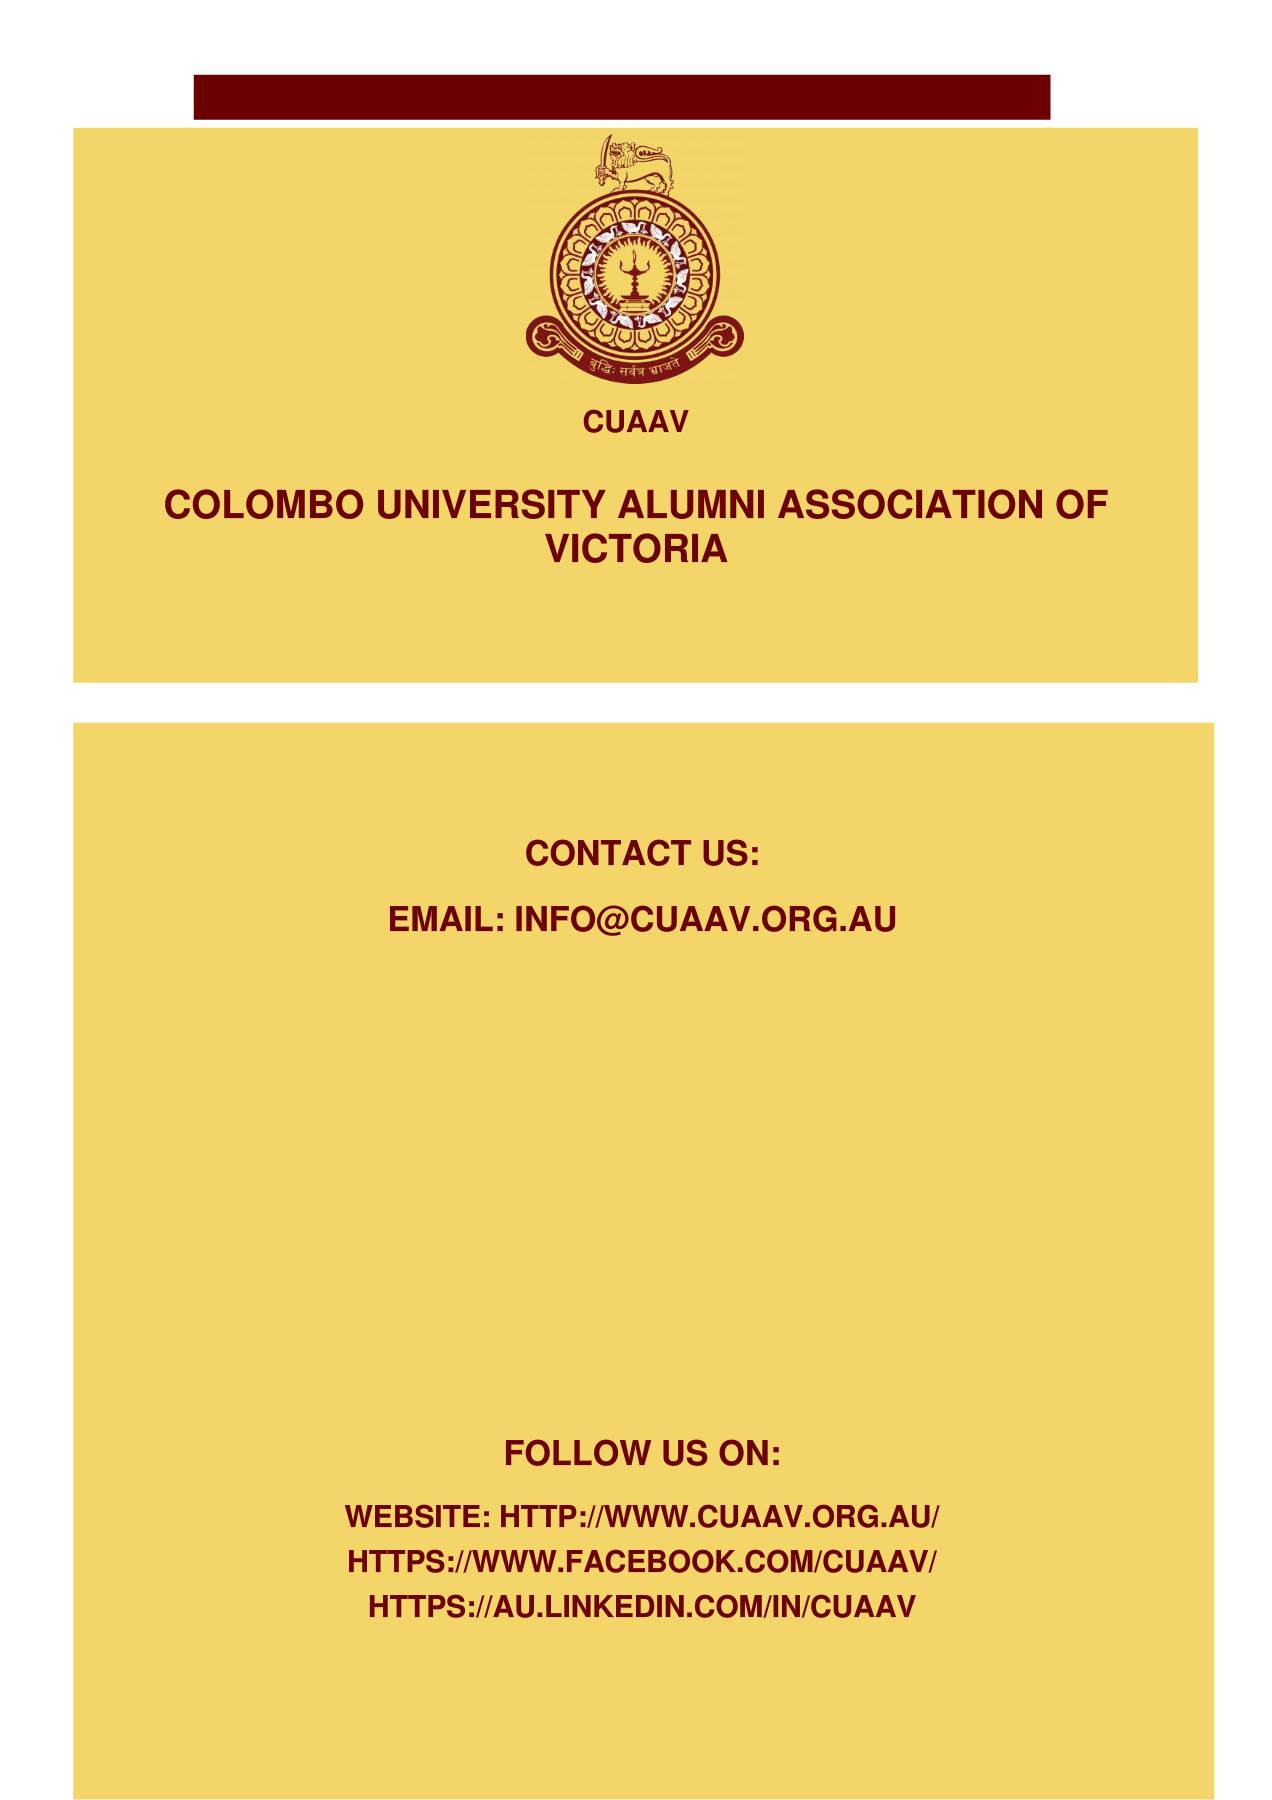 बुद्धिः सर्वत्र भ्राजते
CUAAV
COLOMBO UNIVERSITY ALUMNI ASSOCIATION OF
VICTORIA
CONTACT US:
EMAIL: INFO@CUAAV.ORG.AU
FOLLOW US ON:
WEBSITE: HTTP://WWW.CUAAV.ORG.AU/
HTTPS://WWW.FACEBOOK.COM/CUAAV/
HTTPS://AU.LINKEDIN.COM/IN/CUAAV